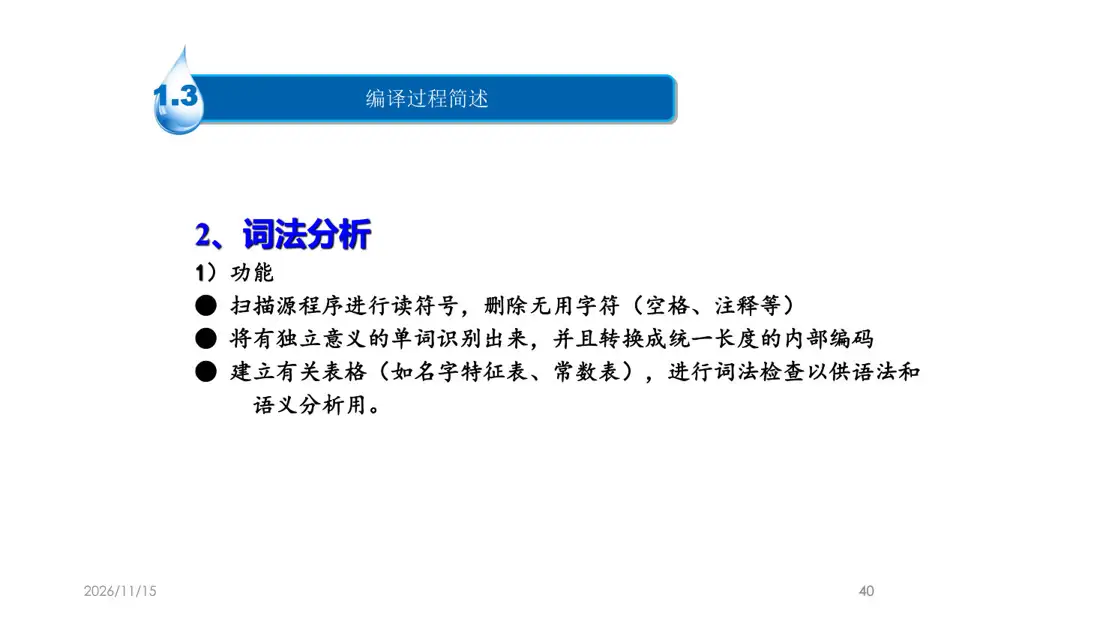 1.3
编译过程简述
2、词法分析
1）功能
● 扫描源程序进行读符号，删除无用字符（空格、注释等）
● 将有独立意义的单词识别出来，并且转换成统一长度的内部编码
● 建立有关表格（如名字特征表、常数表），进行词法检查以供语法和
语义分析用。
2026/11/15
40